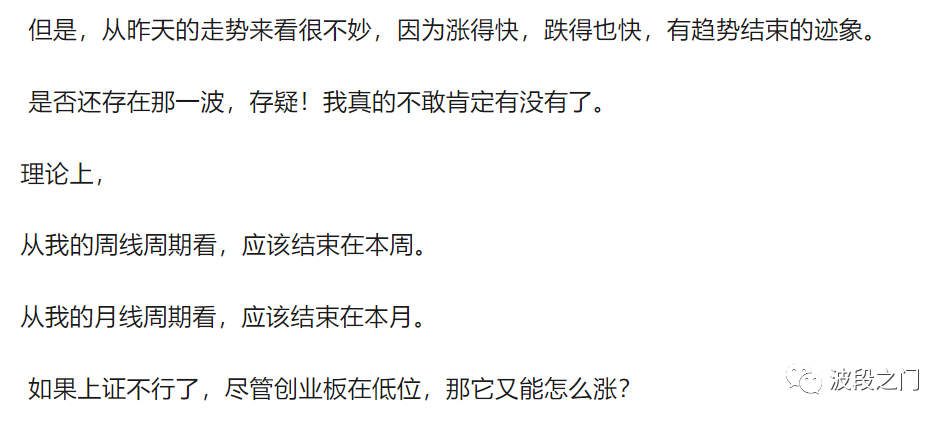 但是，从昨天的走势来看很不妙，因为涨得快，跌得也快，有趋势结束的迹象。
是否还存在那一波，存疑！我真的不敢肯定有没有了。
理论上，
从我的周线周期看，应该结束在本周。
从我的月线周期看，应该结束在本月。
如果上证不行了，尽管创业板在低位，那它又能怎么涨？
波段之门